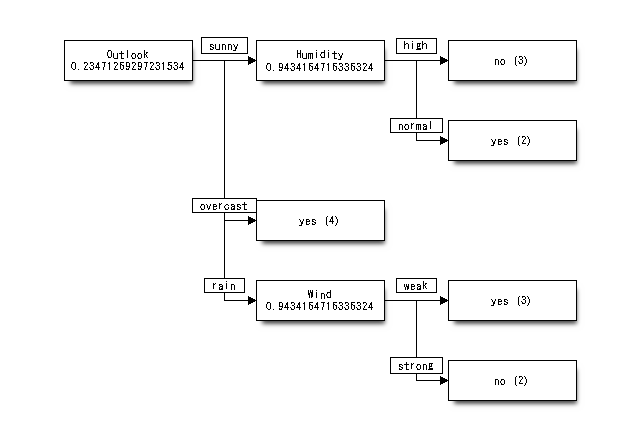 Outlook
0.23471269297231534
sunny
Humidity
0.9434164716336324
high
no (3)
normal
yes (2)
overcast
yes (4)
rain
Wind
0.9434164716336324
weak
yes (3)
strong
no (2)